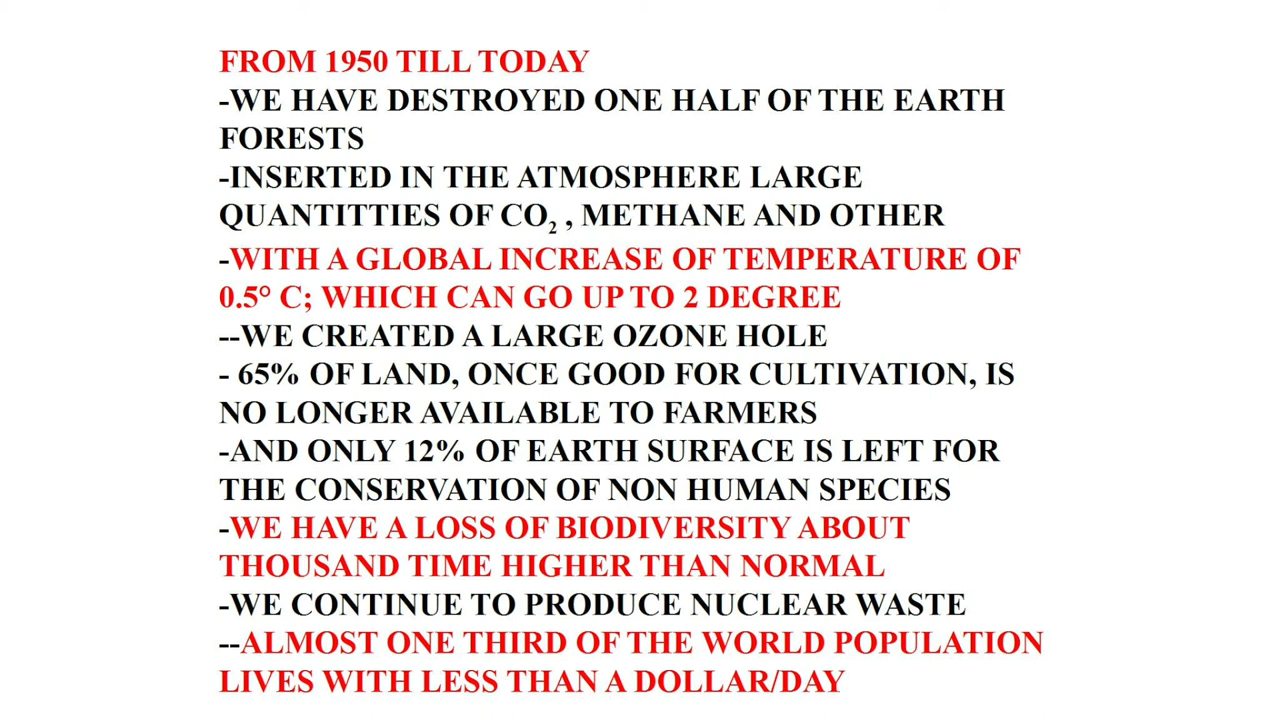 FROM 1950 TILL TODAY
-WE HAVE DESTROYED ONE HALF OF THE EARTH
FORESTS
-INSERTED IN THE ATMOSPHERE LARGE
QUANTITTIES OF CO₂ , METHANE AND OTHER
-WITH A GLOBAL INCREASE OF TEMPERATURE OF
0.5° C; WHICH CAN GO UP TO 2 DEGREE
--WE CREATED A LARGE OZONE HOLE
- 65% OF LAND, ONCE GOOD FOR CULTIVATION, IS
NO LONGER AVAILABLE TO FARMERS
-AND ONLY 12% OF EARTH SURFACE IS LEFT FOR
THE CONSERVATION OF NON HUMAN SPECIES
-WE HAVE A LOSS OF BIODIVERSITY ABOUT
THOUSAND TIME HIGHER THAN NORMAL
-WE CONTINUE TO PRODUCE NUCLEAR WASTE
--ALMOST ONE THIRD OF THE WORLD POPULATION
LIVES WITH LESS THAN A DOLLAR/DAY